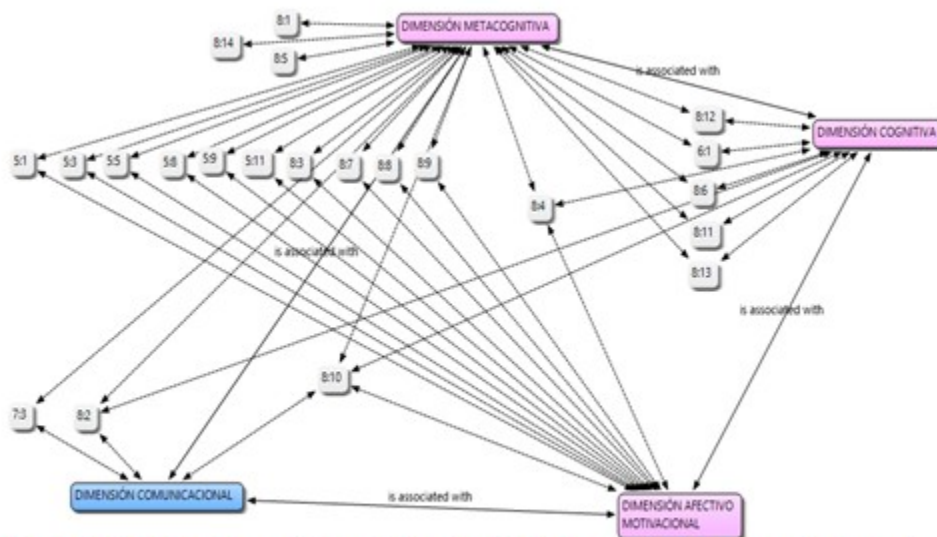 8:1
DIMENSIÓN METACOGNITIVA
8:14
8:5
is associated with
8:12
DIMENSIÓN COGNITIVA
5:1
5:3
5:5
5:8
5:9
5:11
8:3
8:7
8:8
8:9
6:1
8:6
8:4
8:11
is associated with
8:13
is associated with
8:10
7:3
8:2
DIMENSIÓN COMUNICACIONAL
is associated with
DIMENSIÓN AFECTIVO
MOTIVACIONAL